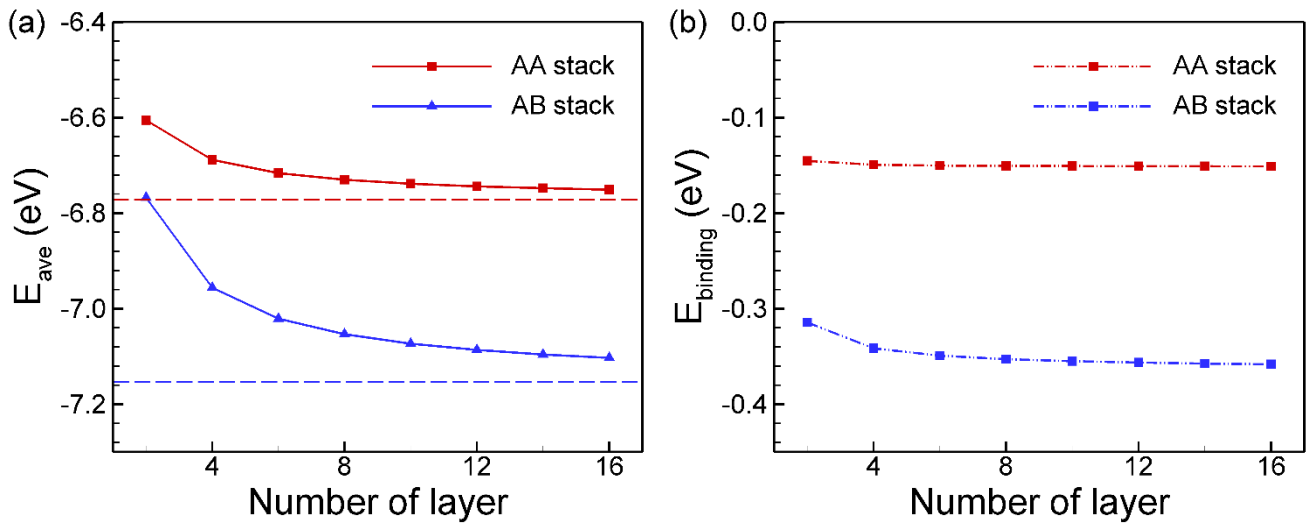 (a)
-6.4
-6.6
-6.8
-7.0
-7.2
E_ave (eV)
AA stack
AB stack
4 8 12 16
Number of layer
(b)
0.0
-0.1
-0.2
-0.3
-0.4
E_binding (eV)
AA stack
AB stack
4 8 12 16
Number of layer